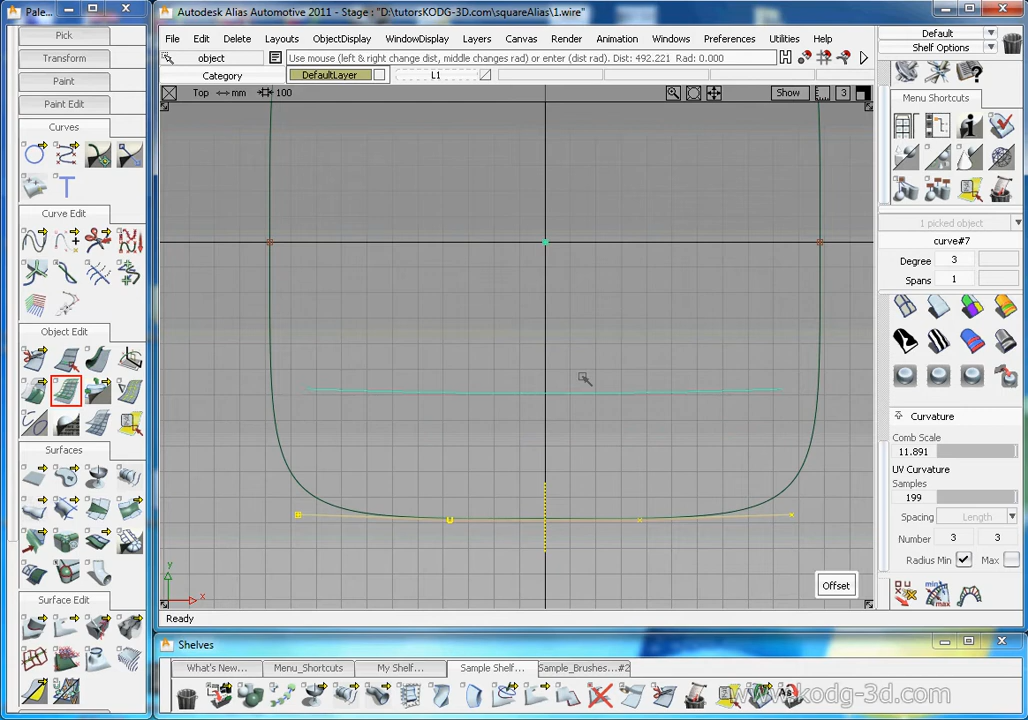 Pale...
Autodesk Alias Automotive 2011 - Stage : "D:\tutorsKODG-3D.com\squareAlias\1.wire"
File Edit Delete Layouts ObjectDisplay WindowDisplay Layers Canvas Render Animation Windows Preferences Utilities Help
object
Use mouse (left & right change dist, middle changes rad) or enter (dist rad). Dist: 492.221 Rad: 0.000
Category DefaultLayer L1
Top mm 100 Show 3
Pick
Transform
Paint
Paint Edit
Curves
Curve Edit
Object Edit
Surfaces
Surface Edit
Default
Shelf Options
Menu Shortcuts
1 picked object
curve#7
Degree 3
Spans 1
Curvature
Comb Scale
11.891
UV Curvature
Samples
199
Spacing Length
Number 3 3
Radius Min Max
y
x
Offset
Ready
Shelves
What's New... Menu_Shortcuts My Shelf... Sample Shelf... Sample_Brushes...#2
www.kodg-3d.com